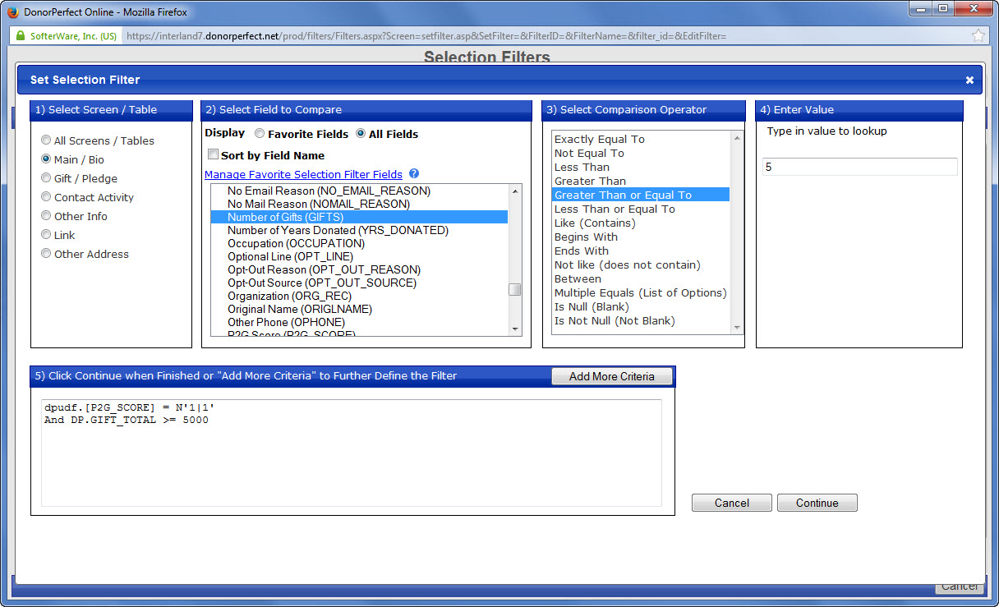 DonorPerfect Online - Mozilla Firefox
SofterWare, Inc. (US) https://interland7.donorperfect.net/prod/filters/Filters.aspx?Screen=setfilter.asp&SetFilter=&FilterID=&FilterName=&filter_id=&EditFilter=
Selection Filters
Set Selection Filter
1) Select Screen / Table
All Screens / Tables
Main / Bio
Gift / Pledge
Contact Activity
Other Info
Link
Other Address
2) Select Field to Compare
Display Favorite Fields All Fields
Sort by Field Name
Manage Favorite Selection Filter Fields ?
No Email Reason (NO_EMAIL_REASON)
No Mail Reason (NOMAIL_REASON)
Number of Gifts (GIFTS)
Number of Years Donated (YRS_DONATED)
Occupation (OCCUPATION)
Optional Line (OPT_LINE)
Opt-Out Reason (OPT_OUT_REASON)
Opt-Out Source (OPT_OUT_SOURCE)
Organization (ORG_REC)
Original Name (ORIGLNAME)
Other Phone (OPHONE)
P2G Score (P2G_SCORE)
3) Select Comparison Operator
Exactly Equal To
Not Equal To
Less Than
Greater Than
Greater Than or Equal To
Less Than or Equal To
Like (Contains)
Begins With
Ends With
Not like (does not contain)
Between
Multiple Equals (List of Options)
Is Null (Blank)
Is Not Null (Not Blank)
4) Enter Value
Type in value to lookup
5
5) Click Continue when Finished or "Add More Criteria" to Further Define the Filter
Add More Criteria
dpudf.[P2G_SCORE] = N'1|1'
And DP.GIFT_TOTAL >= 5000
Cancel
Continue
Cancel